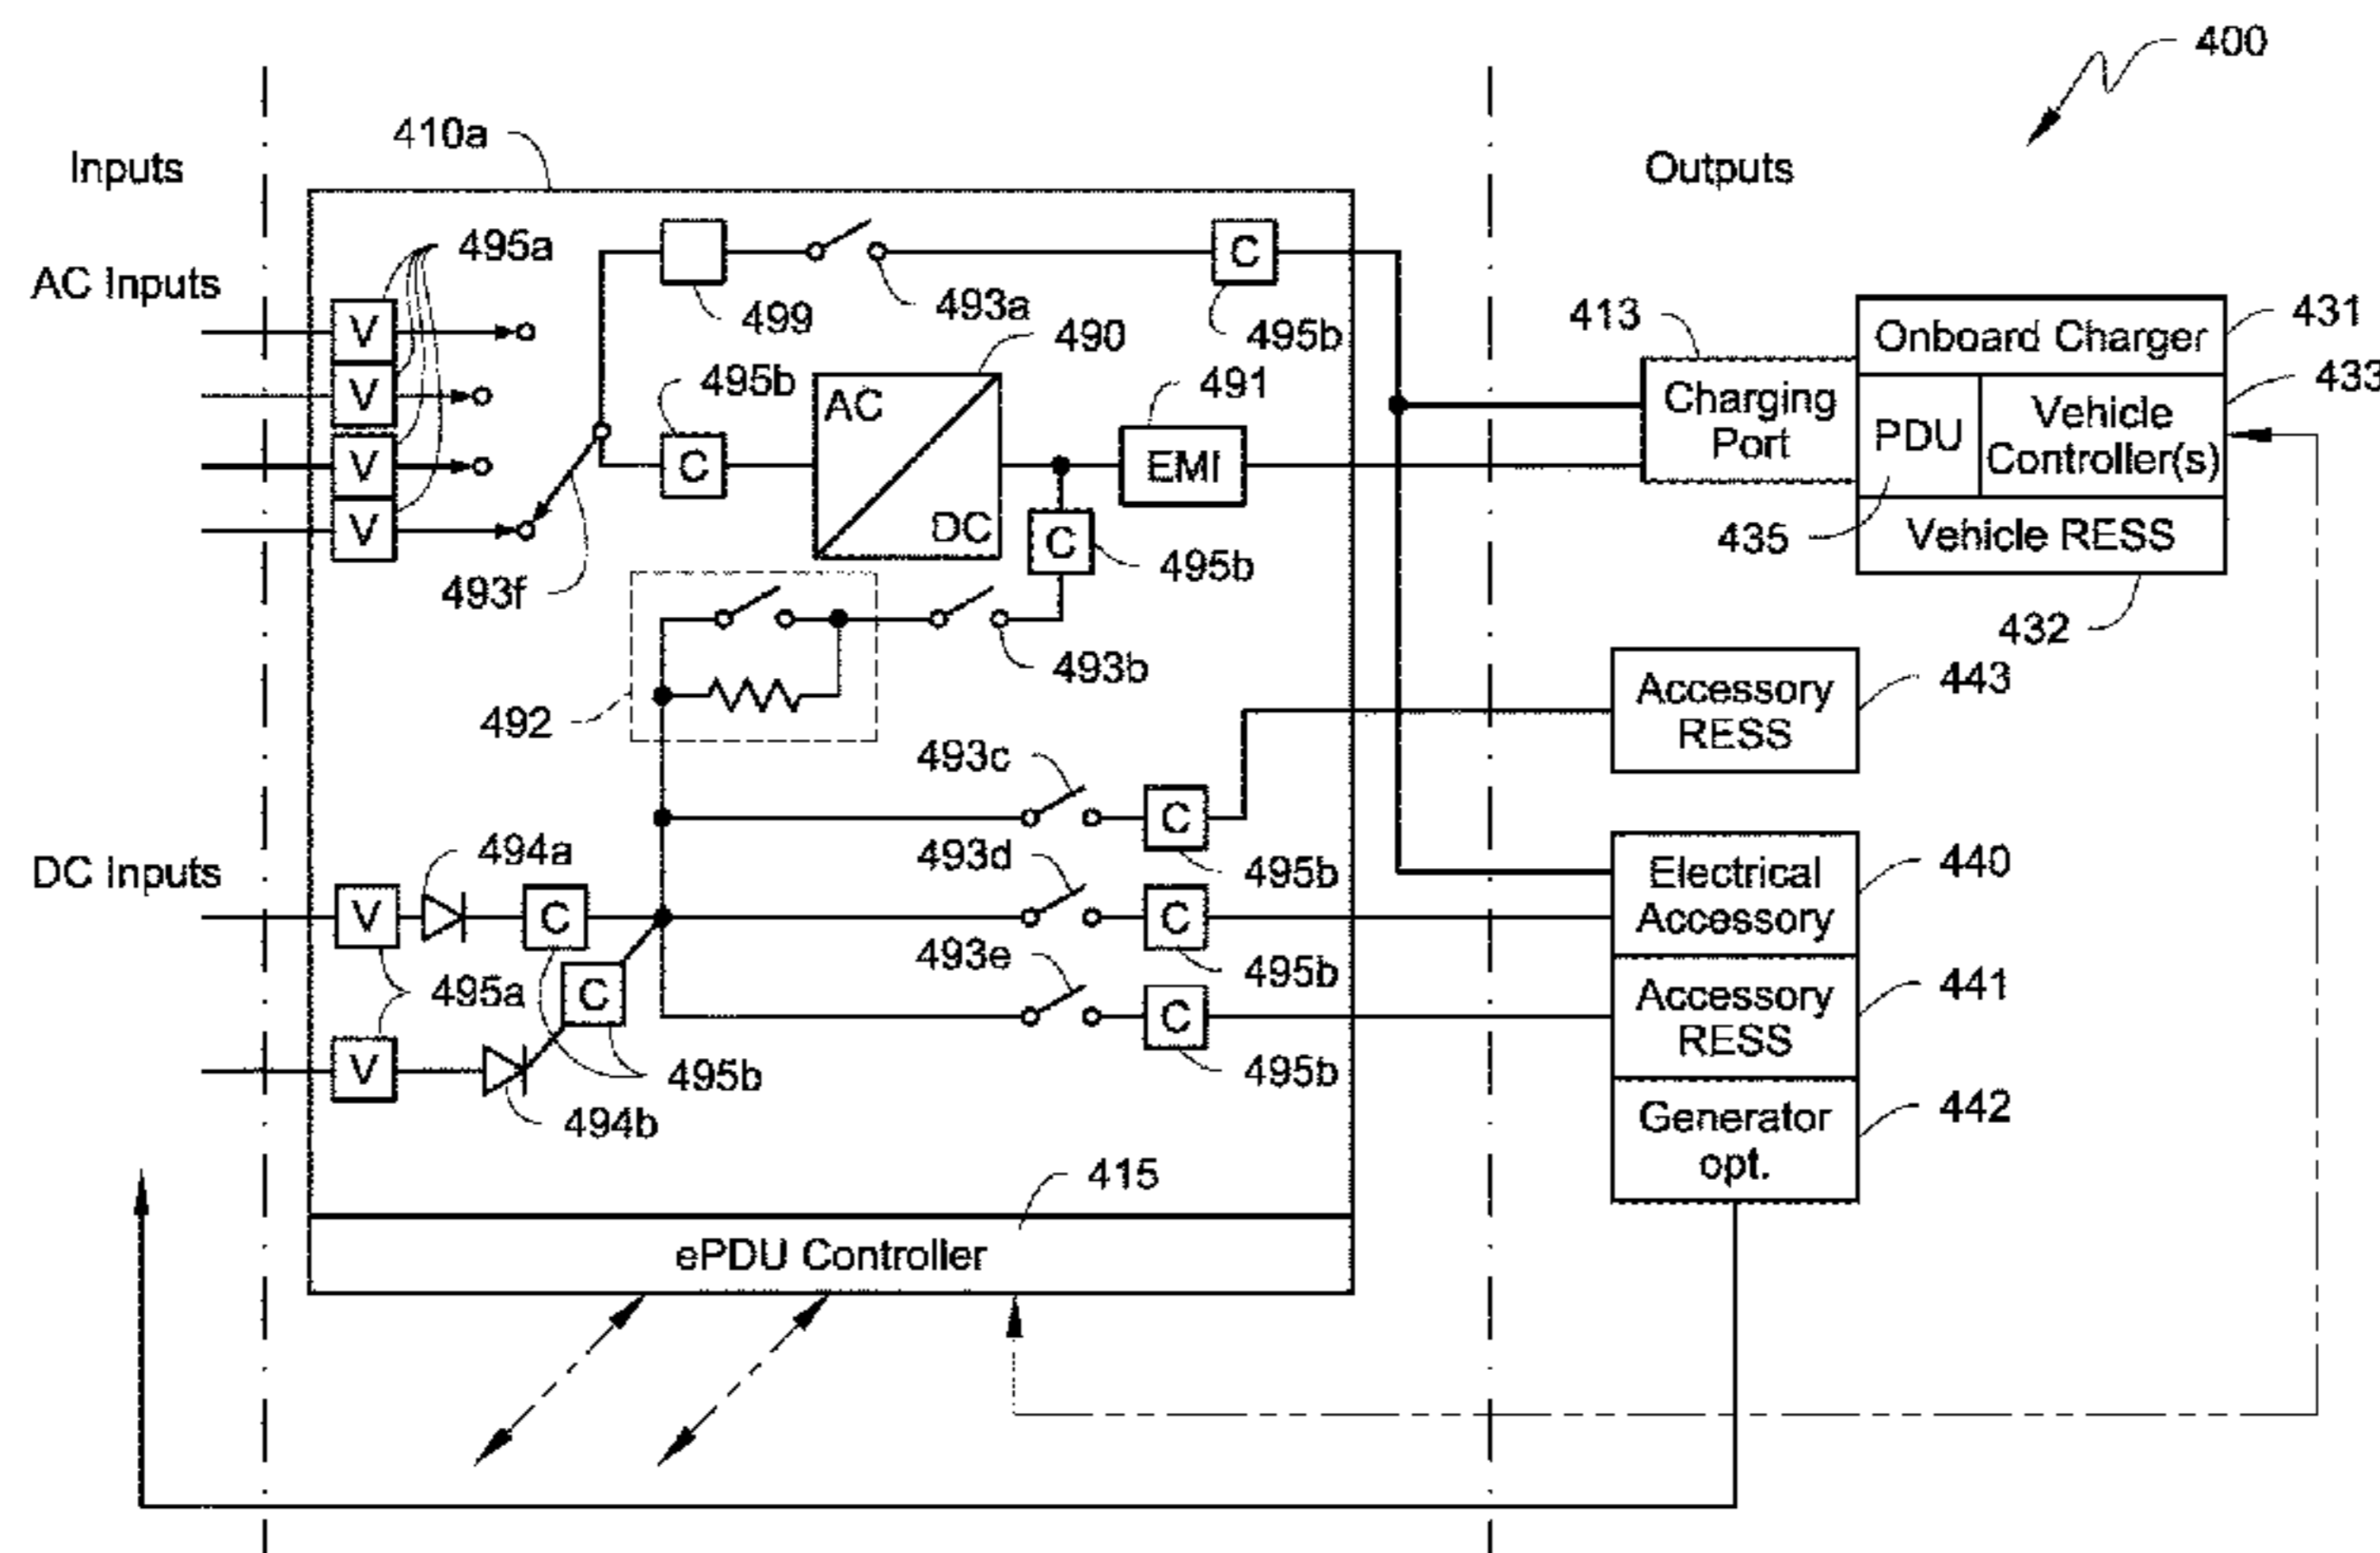 400
410a
Inputs
Outputs
AC Inputs
495a
V
V
V
V
499
493a
C
495b
413
Onboard Charger
431
495b
490
491
Charging
Port
433
PDU
Vehicle
Controller(s)
C
AC
DC
EMI
C
495b
435
Vehicle RESS
432
493f
493b
492
Accessory
RESS
443
493c
C
495b
DC Inputs
494a
493d
Electrical
Accessory
440
V
C
C
495b
495a
C
493e
Accessory
RESS
441
C
495b
V
495b
494b
Generator
opt.
442
415
ePDU Controller